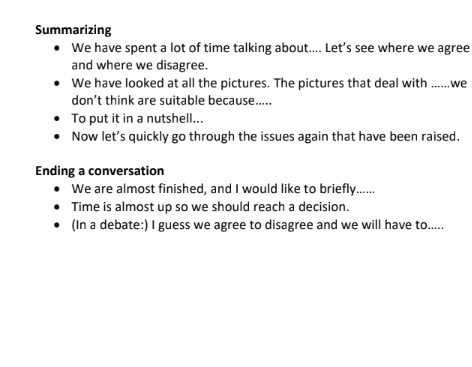 Summarizing
• We have spent a lot of time talking about.... Let's see where we agree
and where we disagree.
• We have looked at all the pictures. The pictures that deal with ......we
don't think are suitable because.....
• To put it in a nutshell...
• Now let's quickly go through the issues again that have been raised.
Ending a conversation
• We are almost finished, and I would like to briefly......
• Time is almost up so we should reach a decision.
• (In a debate:) I guess we agree to disagree and we will have to.....